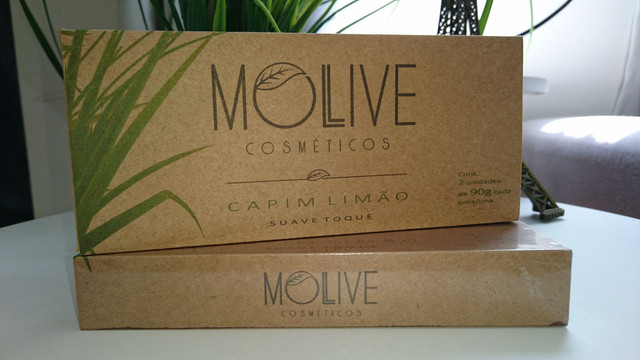 MOLLIVE
COSMÉTICOS
CAPIM LIMÃO
SUAVE TOQUE
Cont.
2 unidades
de 90g cada
MOLLIVE
COSMÉTICOS